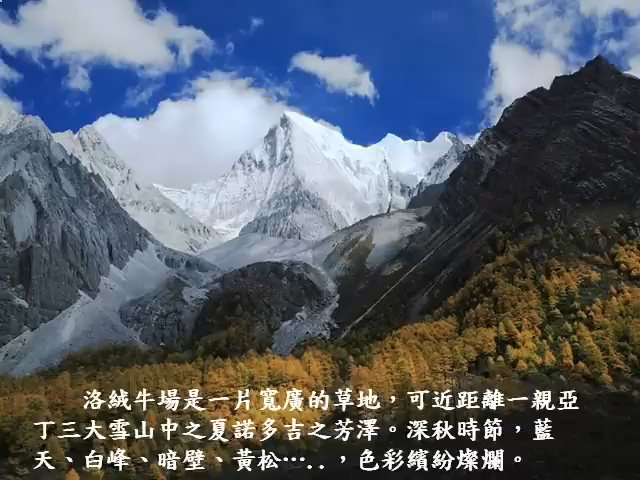 洛絨牛場是一片寬廣的草地，可近距離一親亞
丁三大雪山中之夏諾多吉之芳澤。深秋時節，藍
天、白峰、暗壁、黃松…‥，色彩繽紛燦爛。